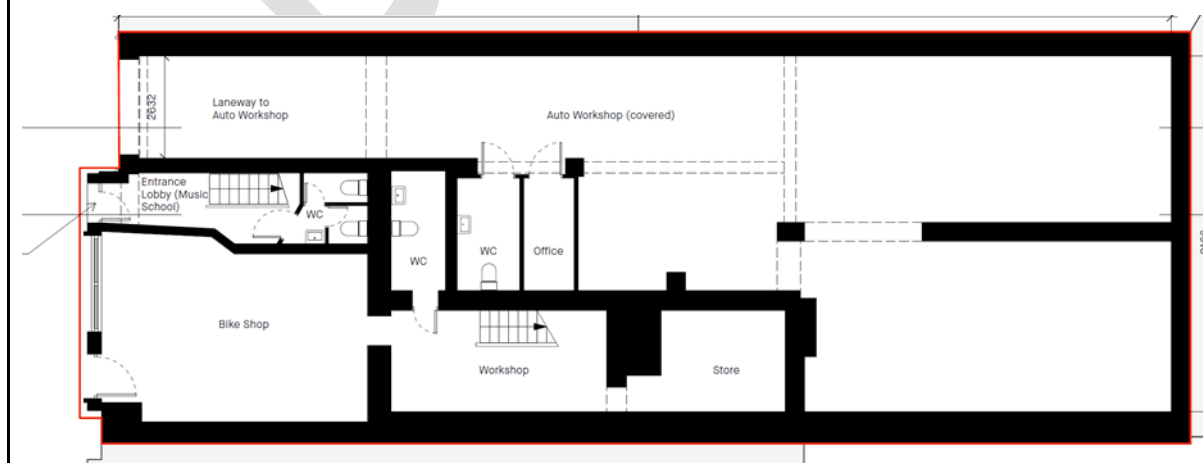 Laneway to
Auto Workshop
2632
Auto Workshop (covered)
Entrance
Lobby (Music
School)
WC
WC
WC
Office
Bike Shop
Workshop
Store